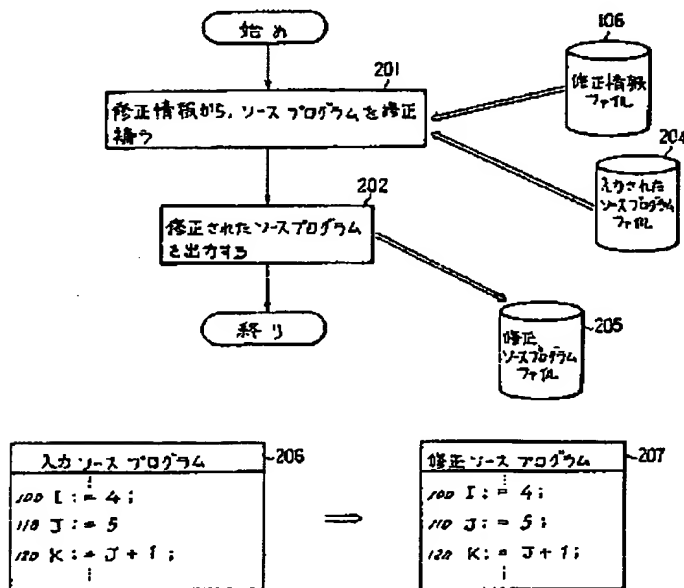 始め
201
修正情報から,ソースプログラムを修正
補う
106
修正情報
ファイル
204
入力された
ソースプログラム
ファイル
202
修正されたソースプログラム
を出力する
終り
205
修正
ソースプログラム
ファイル
入力ソースプログラム
206
100 I := 4;
110 J := 5
120 K := J + 1;
⇒
修正ソースプログラム
207
100 I := 4;
110 J := 5;
120 K := J + 1;